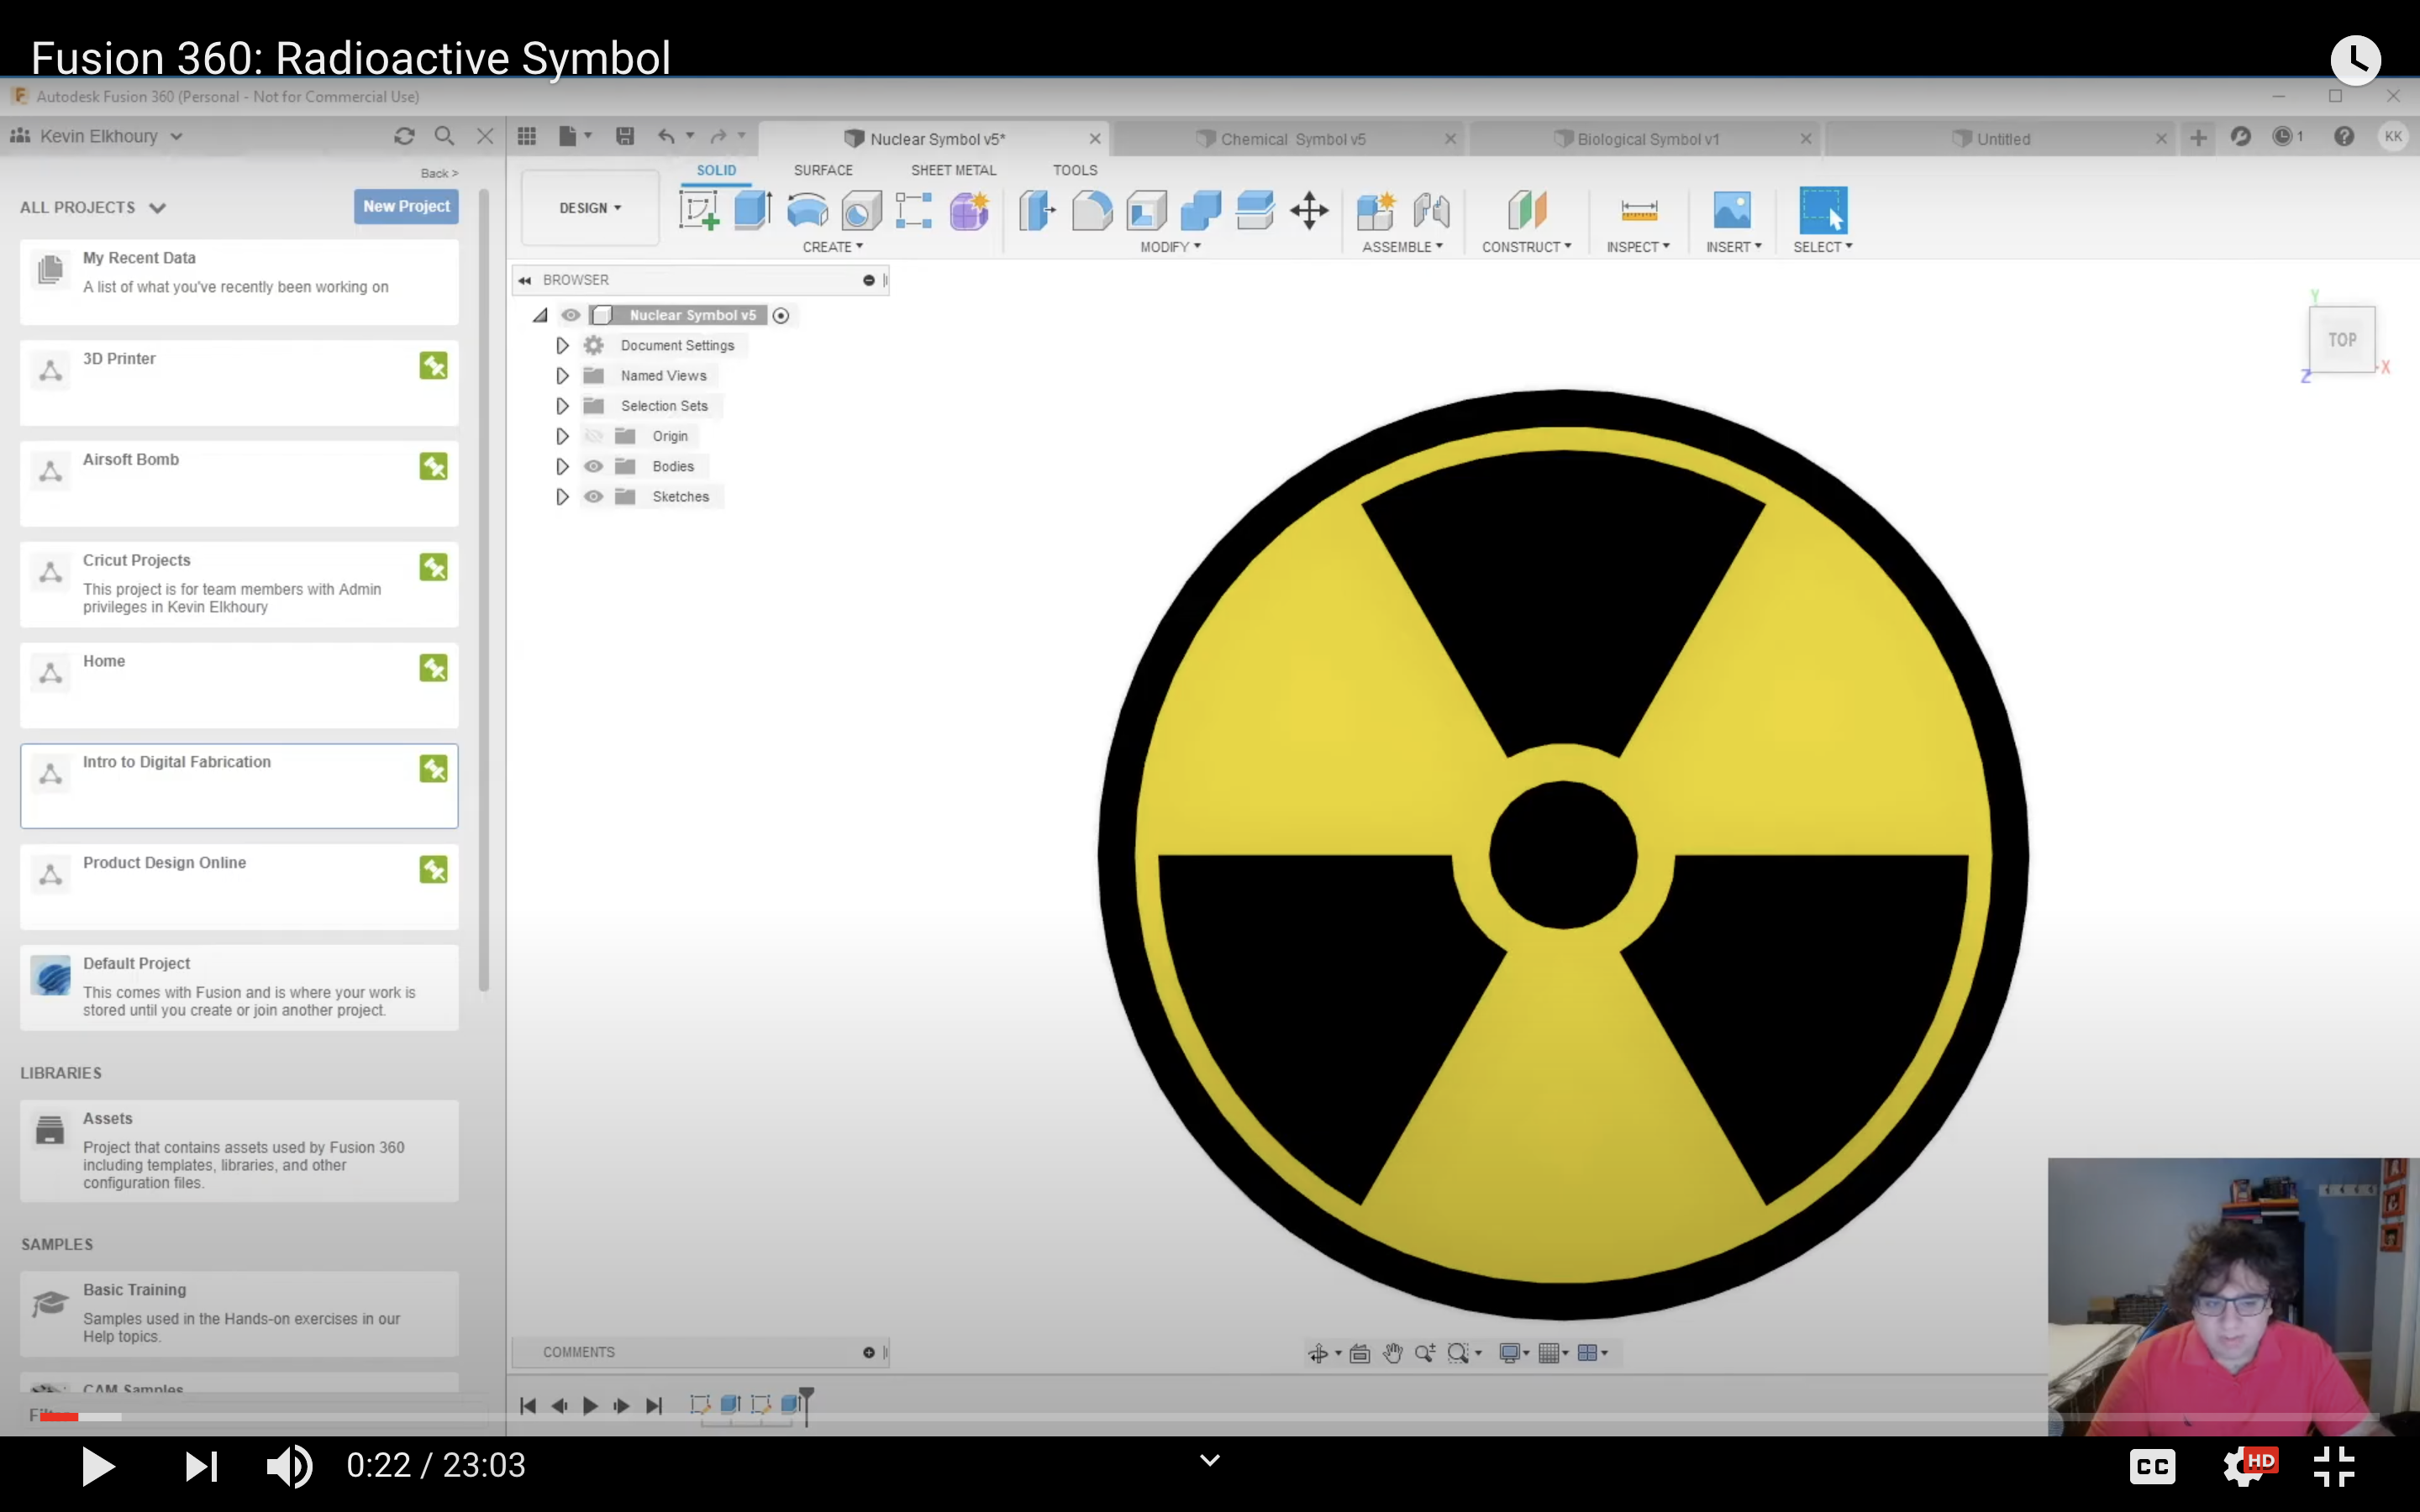 Fusion 360: Radioactive Symbol
Autodesk Fusion 360 (Personal - Not for Commercial Use)
Kevin Elkhoury
Nuclear Symbol v5*
Chemical Symbol v5
Biological Symbol v1
Untitled
1
KK
Back >
ALL PROJECTS
New Project
My Recent Data
A list of what you've recently been working on
3D Printer
Airsoft Bomb
Cricut Projects
This project is for team members with Admin
privileges in Kevin Elkhoury
Home
Intro to Digital Fabrication
Product Design Online
Default Project
This comes with Fusion and is where your work is
stored until you create or join another project.
LIBRARIES
Assets
Project that contains assets used by Fusion 360
including templates, libraries, and other
configuration files.
SAMPLES
Basic Training
Samples used in the Hands-on exercises in our
Help topics.
CAM Samples
DESIGN
SOLID
SURFACE
SHEET METAL
TOOLS
CREATE
MODIFY
ASSEMBLE
CONSTRUCT
INSPECT
INSERT
SELECT
BROWSER
Nuclear Symbol v5
Document Settings
Named Views
Selection Sets
Origin
Bodies
Sketches
Y
TOP
X
Z
COMMENTS
0:22 / 23:03
CC
HD